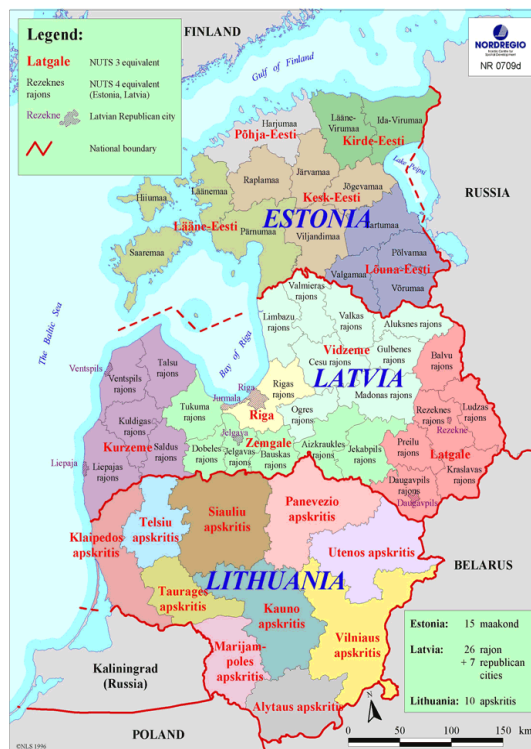 Legend:
Latgale NUTS 3 equivalent
Rezeknes NUTS 4 equivalent
rajons (Estonia, Latvia)
Rezekne Latvian Republican city
National boundary
FINLAND
NORDREGIO
Nordic Centre for
Spatial Development
NR 0709d
Gulf of Finland
Harjumaa
Põhja-Eesti
Lääne-
Virumaa
Ida-Virumaa
Kirde-Eesti
Lake Peipsi
RUSSIA
Hiiumaa
Läänemaa
Raplamaa
Järvamaa
Jõgevamaa
Kesk-Eesti
Lääne-Eesti
ESTONIA
Saaremaa
Pärnumaa
Viljandimaa
Tartumaa
Põlvamaa
Valgamaa
Lõuna-Eesti
Võrumaa
The Baltic Sea
Bay of Riga
Valmieras
rajons
Limbazu
rajons
Valkas
rajons
Aluksnes rajons
Vidzeme
Gulbenes
rajons
Cesu rajons
Balvu
rajons
LATVIA
Madonas rajons
Ventspils
Ventspils
rajons
Talsu
rajons
Riga
Jurmala
Rigas
rajons
Riga
Tukuma
rajons
Ogres
rajons
Rezeknes
rajons
Ludzas
rajons
Rezekne
Kuldigas
rajons
Kurzeme
Saldus
rajons
Jelgava
Zemgale
Dobeles
rajons
Jelgavas
rajons
Bauskas
rajons
Aizkraukles
rajons
Jekabpils
rajons
Preilu
rajons
Latgale
Kraslavas
rajons
Daugavpils
rajons
Daugavpils
Liepaja
Liepajas
rajons
Klaipedos
apskritis
Telsiu
apskritis
Siauliu
apskritis
Panevezio
apskritis
Utenos apskritis
LITHUANIA
Taurages
apskritis
Kauno
apskritis
Vilniaus
apskritis
Marijam-
poles
apskritis
Alytaus apskritis
BELARUS
Kaliningrad
(Russia)
POLAND
Estonia: 15 maakond
Latvia: 26 rajon
+ 7 republican
cities
Lithuania: 10 apskritis
N
0 50 100 150 km
©NLS 1996